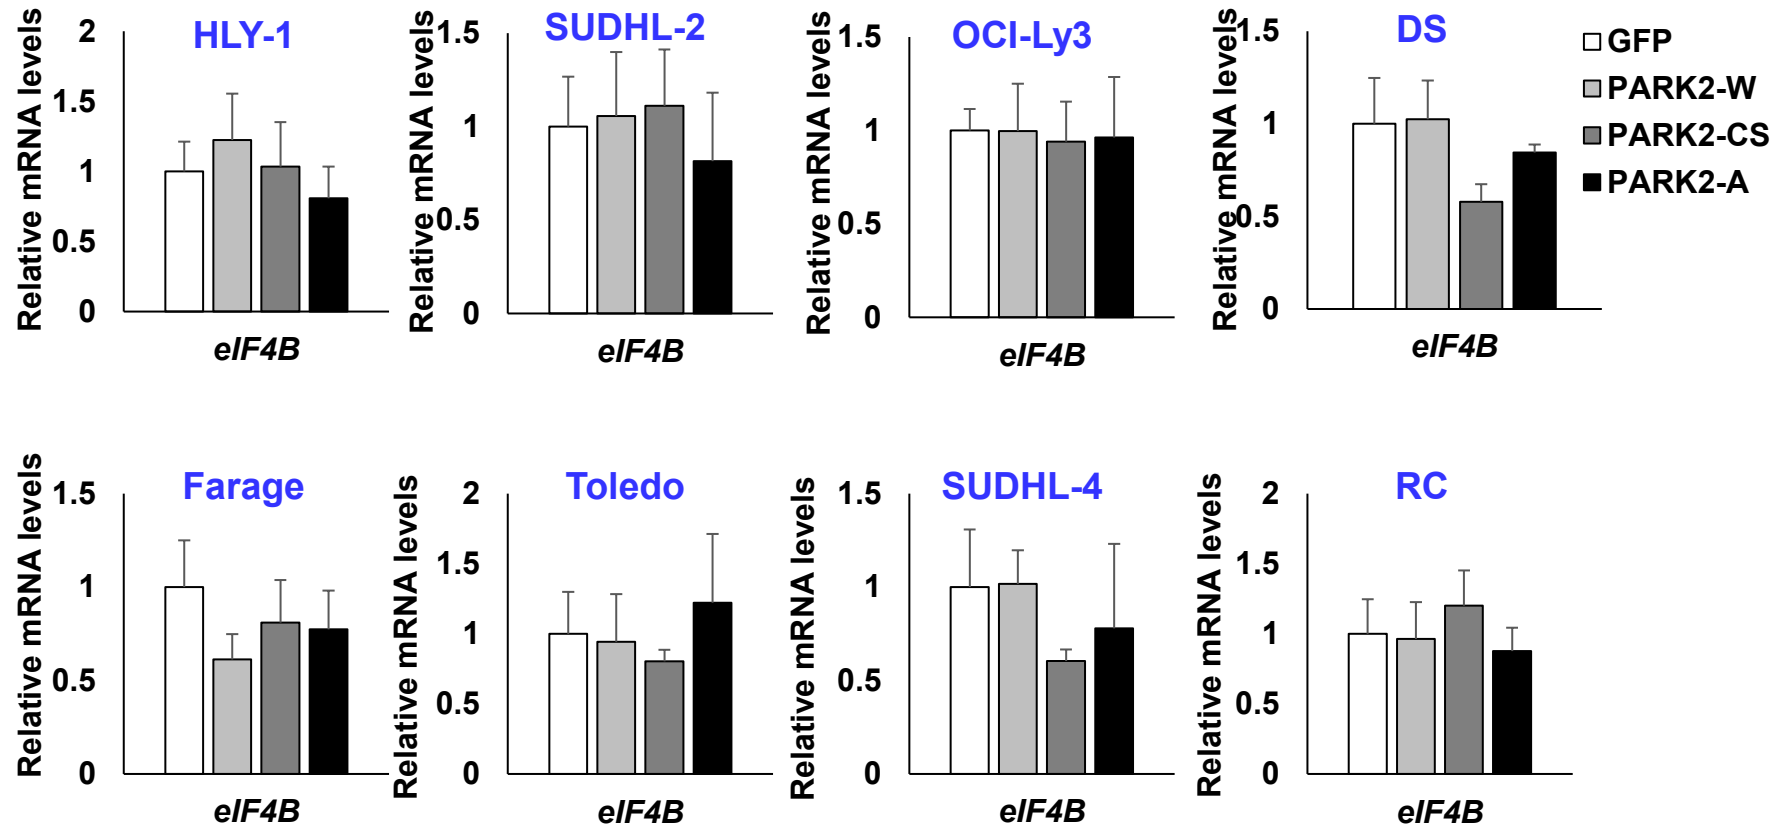 HLY-1
Relative mRNA levels
2
1.5
1
0.5
0
eIF4B
SUDHL-2
Relative mRNA levels
1.5
1
0.5
0
eIF4B
OCI-Ly3
Relative mRNA levels
1.5
1
0.5
0
eIF4B
DS
Relative mRNA levels
1.5
1
0.5
0
eIF4B
GFP
PARK2-W
PARK2-CS
PARK2-A
Farage
Relative mRNA levels
1.5
1
0.5
0
eIF4B
Toledo
Relative mRNA levels
2
1.5
1
0.5
0
eIF4B
SUDHL-4
Relative mRNA levels
1.5
1
0.5
0
eIF4B
RC
Relative mRNA levels
2
1.5
1
0.5
0
eIF4B